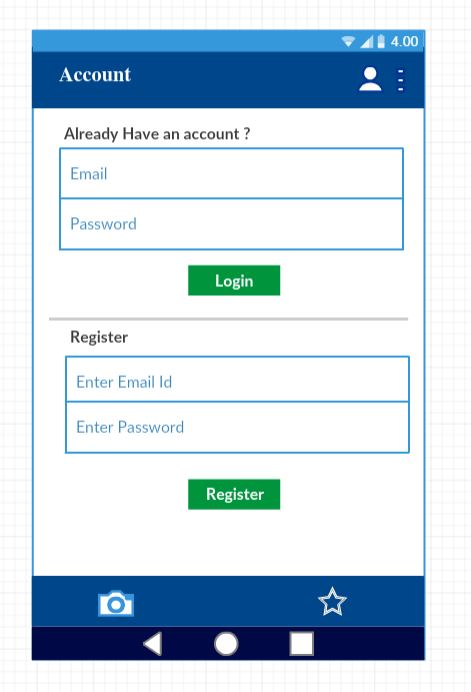 4.00
Account
Already Have an account ?
Email
Password
Login
Register
Enter Email Id
Enter Password
Register